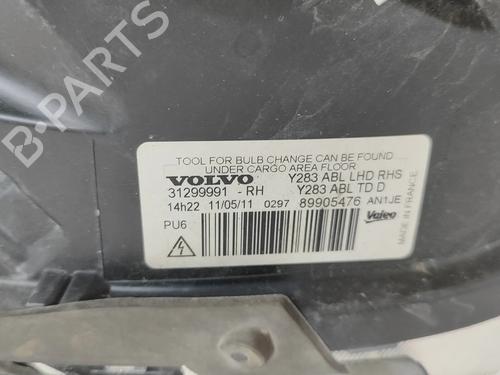 B-PARTS
TOOL FOR BULB CHANGE CAN BE FOUND
UNDER CARGO AREA FLOOR
VOLVO Y283 ABL LHD RHS
31299991 - RH Y283 ABL TD D
14h22 11/05/11 0297 89905476 AN1JE
PU6 Valeo
MADE IN FRANCE